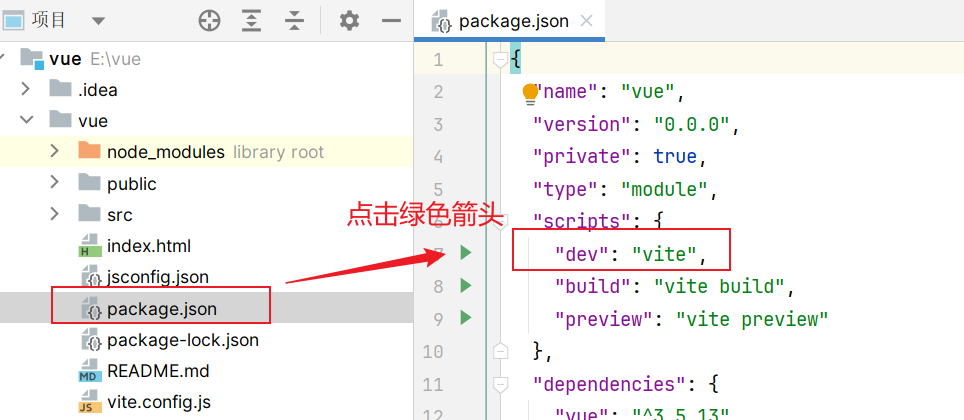 项目
vue E:\vue
.idea
vue
node_modules library root
public
src
index.html
jsconfig.json
package.json
package-lock.json
README.md
vite.config.js
点击绿色箭头
package.json
1 {
2 "name": "vue",
3 "version": "0.0.0",
4 "private": true,
5 "type": "module",
6 "scripts": {
7 "dev": "vite",
8 "build": "vite build",
9 "preview": "vite preview"
10 },
11 "dependencies": {
12 "vue": "^3.5.13"